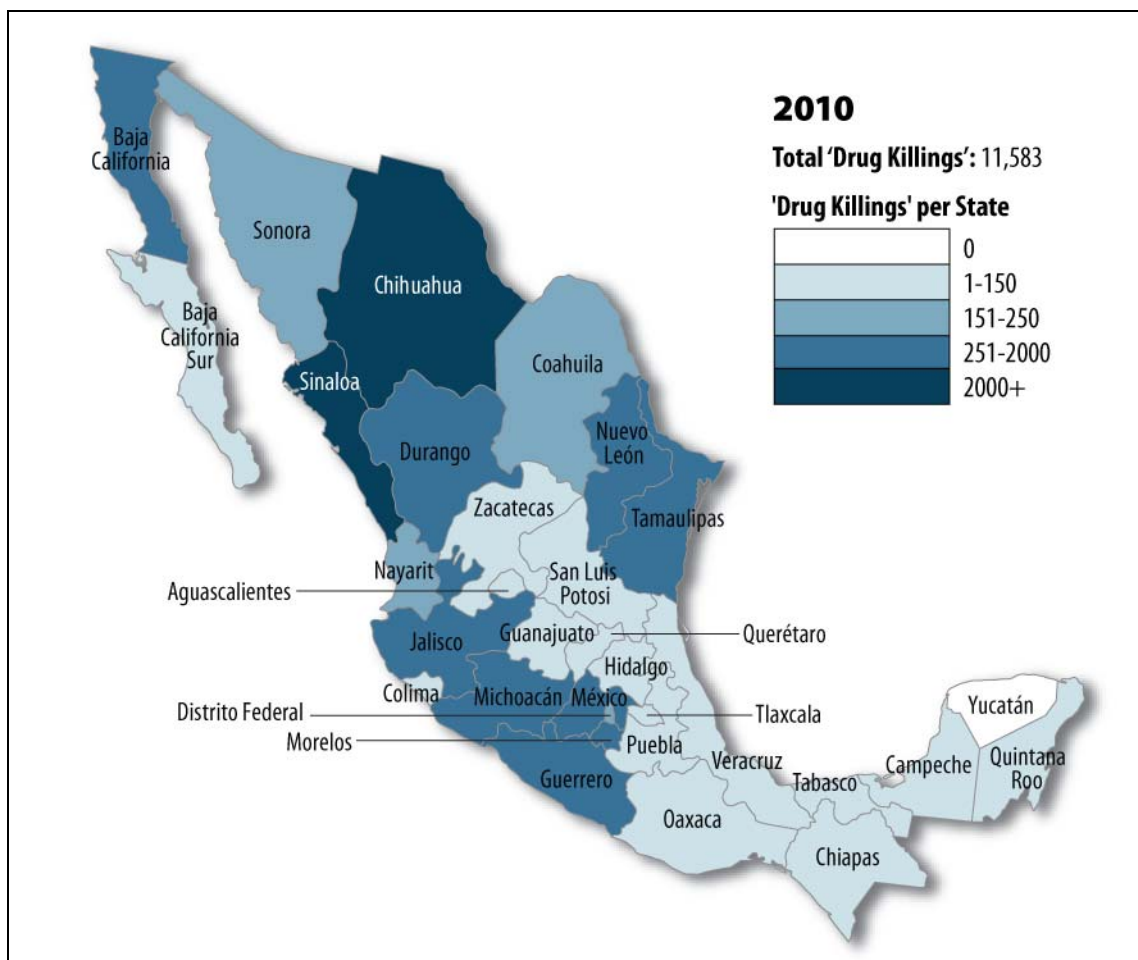 2010
Total ‘Drug Killings’: 11,583
'Drug Killings' per State
0
1-150
151-250
251-2000
2000+
Baja
California
Sonora
Chihuahua
Baja
California
Sur
Sinaloa
Coahuila
Durango
Nuevo
León
Tamaulipas
Zacatecas
Nayarit
San Luis
Potosi
Aguascalientes
Jalisco
Guanajuato
Querétaro
Hidalgo
Colima
Michoacán
México
Distrito Federal
Tlaxcala
Morelos
Puebla
Veracruz
Guerrero
Yucatán
Campeche
Quintana
Roo
Tabasco
Oaxaca
Chiapas